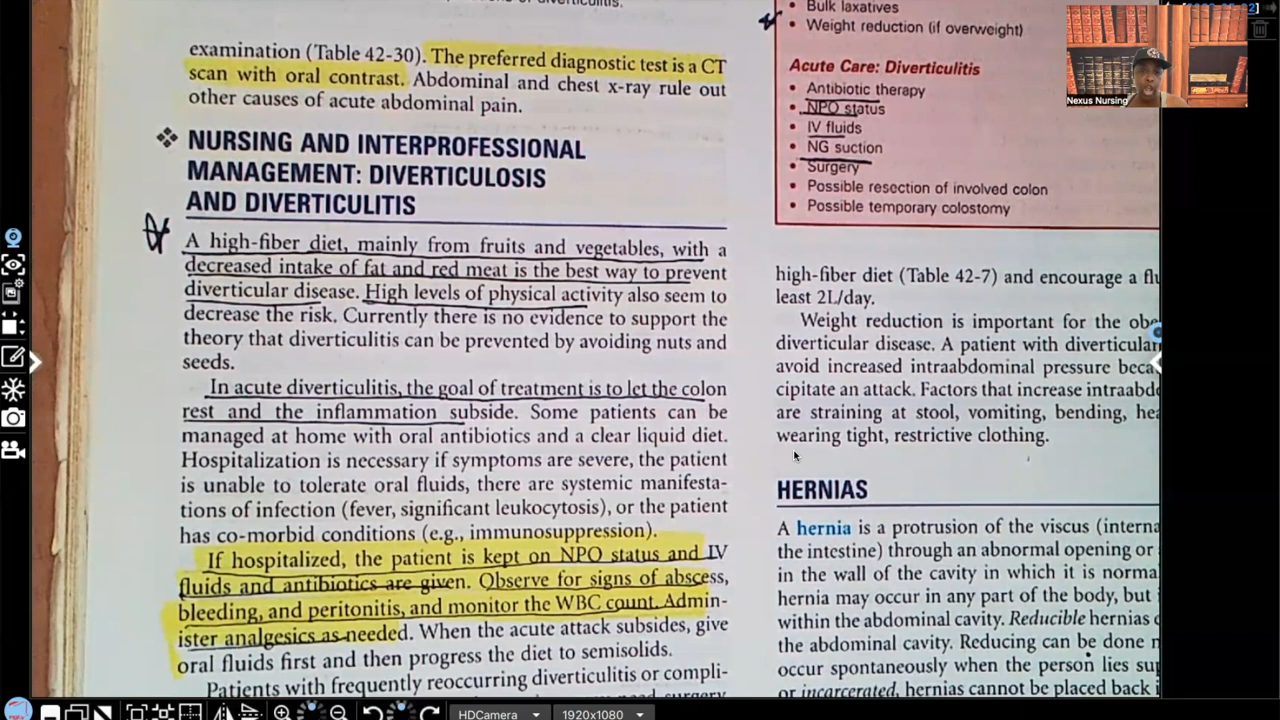 examination (Table 42-30). The preferred diagnostic test is a CT
scan with oral contrast. Abdominal and chest x-ray rule out
other causes of acute abdominal pain.
❖ NURSING AND INTERPROFESSIONAL
MANAGEMENT: DIVERTICULOSIS
AND DIVERTICULITIS
A high-fiber diet, mainly from fruits and vegetables, with a
decreased intake of fat and red meat is the best way to prevent
diverticular disease. High levels of physical activity also seem to
decrease the risk. Currently there is no evidence to support the
theory that diverticulitis can be prevented by avoiding nuts and
seeds.
In acute diverticulitis, the goal of treatment is to let the colon
rest and the inflammation subside. Some patients can be
managed at home with oral antibiotics and a clear liquid diet.
Hospitalization is necessary if symptoms are severe, the patient
is unable to tolerate oral fluids, there are systemic manifesta-
tions of infection (fever, significant leukocytosis), or the patient
has co-morbid conditions (e.g., immunosuppression).
If hospitalized, the patient is kept on NPO status and IV
fluids and antibiotics are given. Observe for signs of abscess,
bleeding, and peritonitis, and monitor the WBC count. Admin-
ister analgesics as needed. When the acute attack subsides, give
oral fluids first and then progress the diet to semisolids.
Patients with frequently reoccurring diverticulitis or compli-
surgery
• Bulk laxatives
• Weight reduction (if overweight)
Acute Care: Diverticulitis
• Antibiotic therapy
• NPO status
• IV fluids
• NG suction
• Surgery
• Possible resection of involved colon
• Possible temporary colostomy
high-fiber diet (Table 42-7) and encourage a flu
least 2L/day.
Weight reduction is important for the obe
diverticular disease. A patient with diverticular
avoid increased intraabdominal pressure beca
cipitate an attack. Factors that increase intraabdo
are straining at stool, vomiting, bending, hea
wearing tight, restrictive clothing.
HERNIAS
A hernia is a protrusion of the viscus (interna
the intestine) through an abnormal opening or
in the wall of the cavity in which it is norma
hernia may occur in any part of the body, but
within the abdominal cavity. Reducible hernias
the abdominal cavity. Reducing can be done
occur spontaneously when the person lies su
or incarcerated, hernias cannot be placed back i
Nexus Nursing
HDCamera
1920x1080